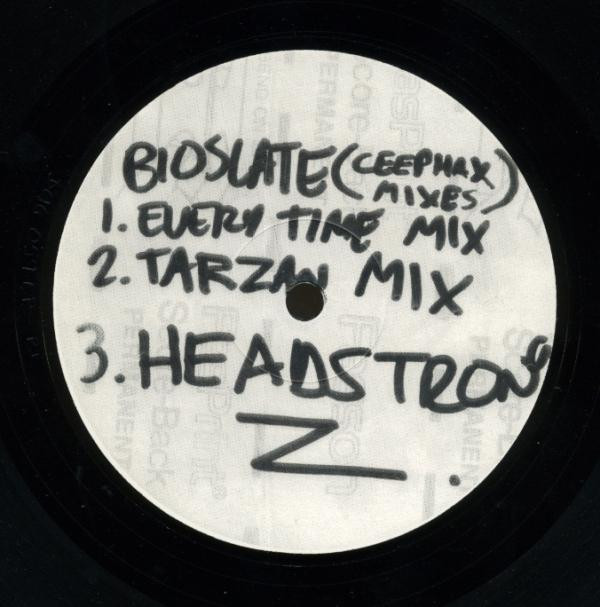 BIOSLATE (CEEPHAX MIXES)
1. EVERY TIME MIX
2. TARZAN MIX
3. HEADSTRONG
Z